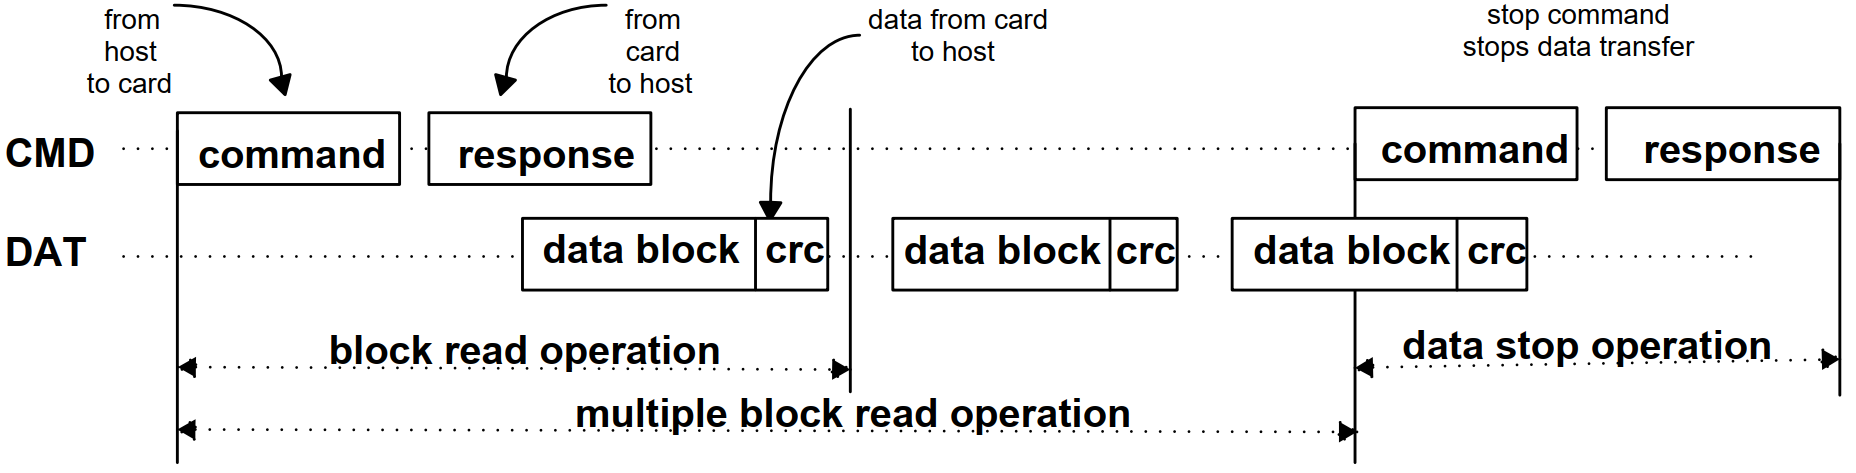 from
host
to card
from
card
to host
data from card
to host
stop command
stops data transfer
CMD
command
response
command
response
DAT
data block
crc
data block
crc
data block
crc
block read operation
data stop operation
multiple block read operation